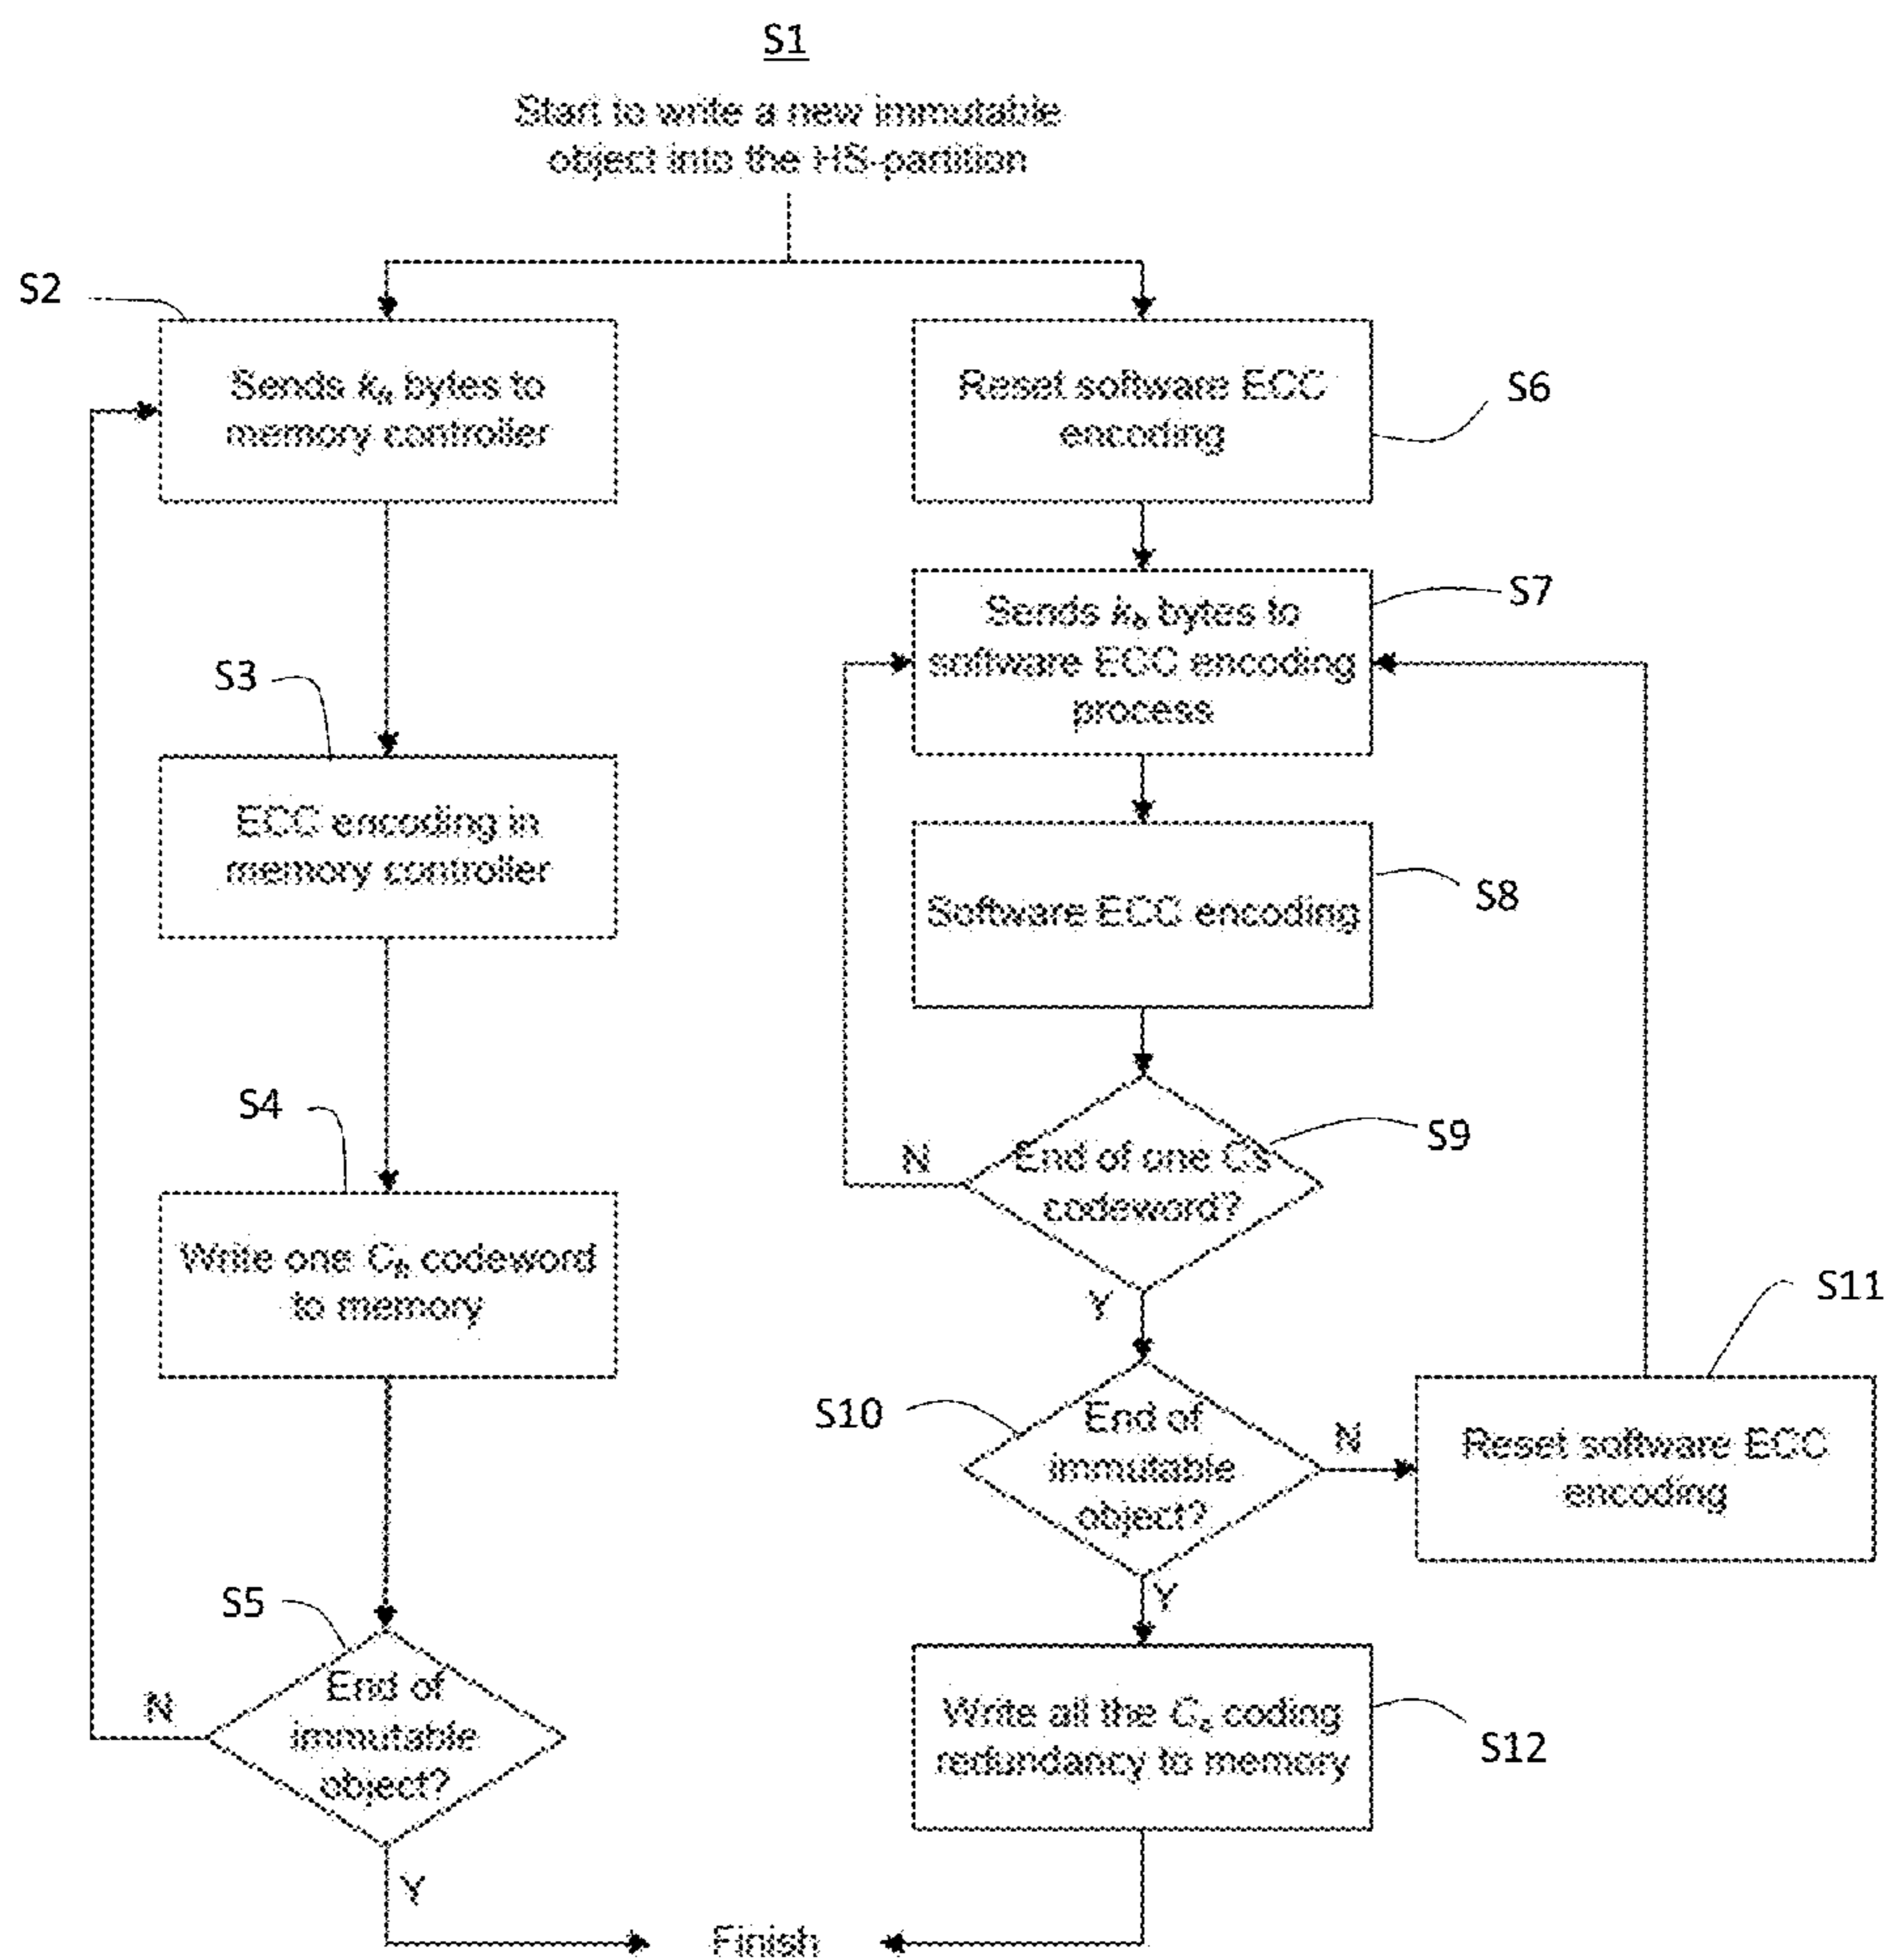 S1
Start to write a new immutable
object into the HS-partition
S2
Sends kₕ bytes to
memory controller
S3
ECC encoding in
memory controller
S4
Write one Cₕ codeword
to memory
S5
End of
immutable
object?
N
Y
Reset software ECC
encoding
S6
Sends kₕ bytes to
software ECC encoding
process
S7
Software ECC encoding
S8
End of one Cs
codeword?
S9
N
Y
S10
End of
immutable
object?
N
Y
S11
Reset software ECC
encoding
Write all the Cₛ coding
redundancy to memory
S12
Finish